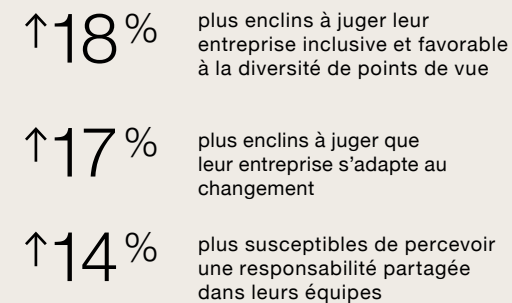 ↑18% plus enclins à juger leur
entreprise inclusive et favorable
à la diversité de points de vue
↑17% plus enclins à juger que
leur entreprise s’adapte au
changement
↑14% plus susceptibles de percevoir
une responsabilité partagée
dans leurs équipes